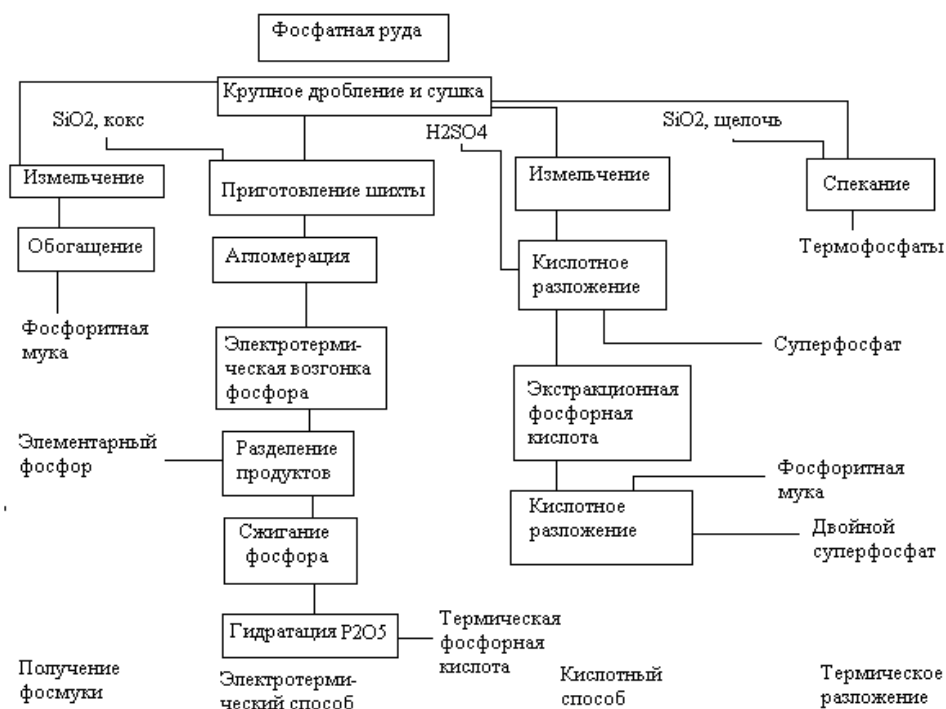 Фосфатная руда
Крупное дробление и сушка
SiO2, кокс
H2SO4
SiO2, щелочь
Измельчение
Приготовление шихты
Измельчение
Спекание
Обогащение
Агломерация
Кислотное
разложение
Термофосфаты
Фосфоритная
мука
Электротерми-
ческая возгонка
фосфора
Суперфосфат
Экстракционная
фосфорная
кислота
Элементарный
фосфор
Разделение
продуктов
Фосфоритная
мука
Кислотное
разложение
Двойной
суперфосфат
Сжигание
фосфора
Гидратация P2O5
Термическая
фосфорная
кислота
Получение
фосмуки
Электротерми-
ческий способ
Кислотный
способ
Термическое
разложение